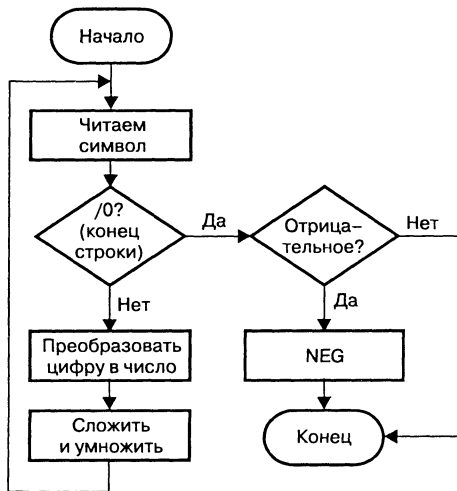 Начало
Читаем
символ
/0?
(конец
строки)
Да
Отрица-
тельное?
Нет
Нет
Да
Преобразовать
цифру в число
NEG
Сложить
и умножить
Конец